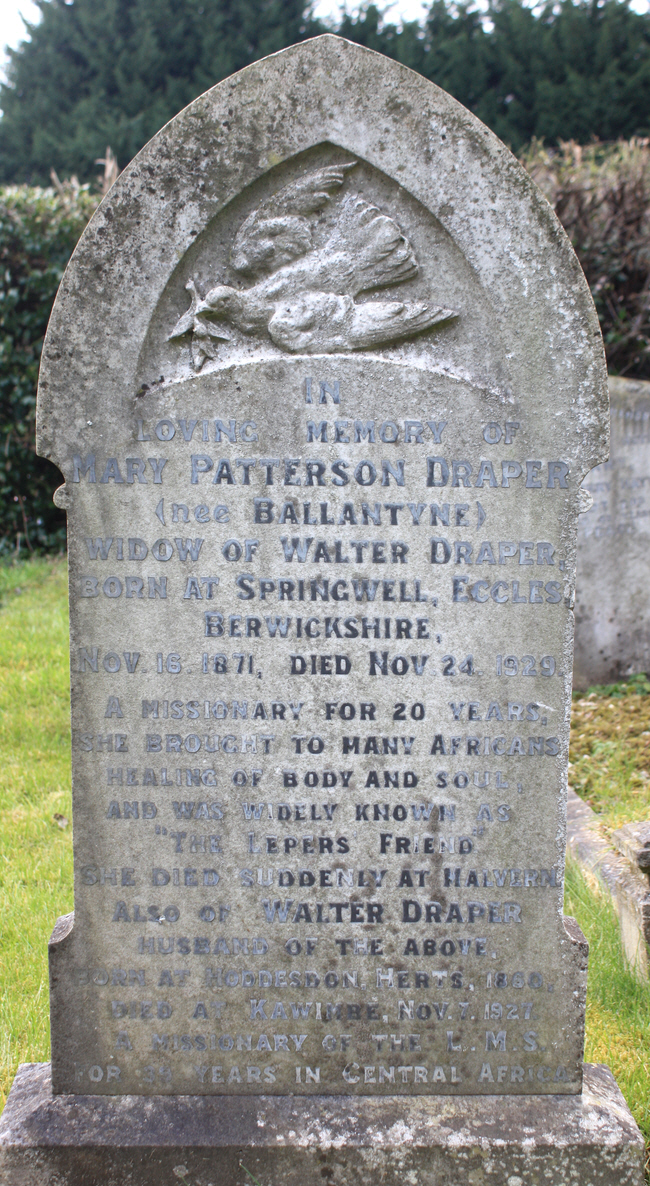 IN
LOVING MEMORY OF
MARY PATTERSON DRAPER
(nee BALLANTYNE)
WIDOW OF WALTER DRAPER,
BORN AT SPRINGWELL, ECCLES
BERWICKSHIRE,
NOV. 16. 1871, DIED NOV. 24. 1929.
A MISSIONARY FOR 20 YEARS,
SHE BROUGHT TO MANY AFRICANS
HEALING OF BODY AND SOUL,
AND WAS WIDELY KNOWN AS
"THE LEPERS FRIEND"
SHE DIED SUDDENLY AT MALVERN
ALSO OF WALTER DRAPER
HUSBAND OF THE ABOVE,
BORN AT HODDESDON, HERTS,
DIED AT KAWIMBE, NOV. 7. 
A MISSIONARY OF THE L. M. S.
FOR YEARS IN CENTRAL AFRICA